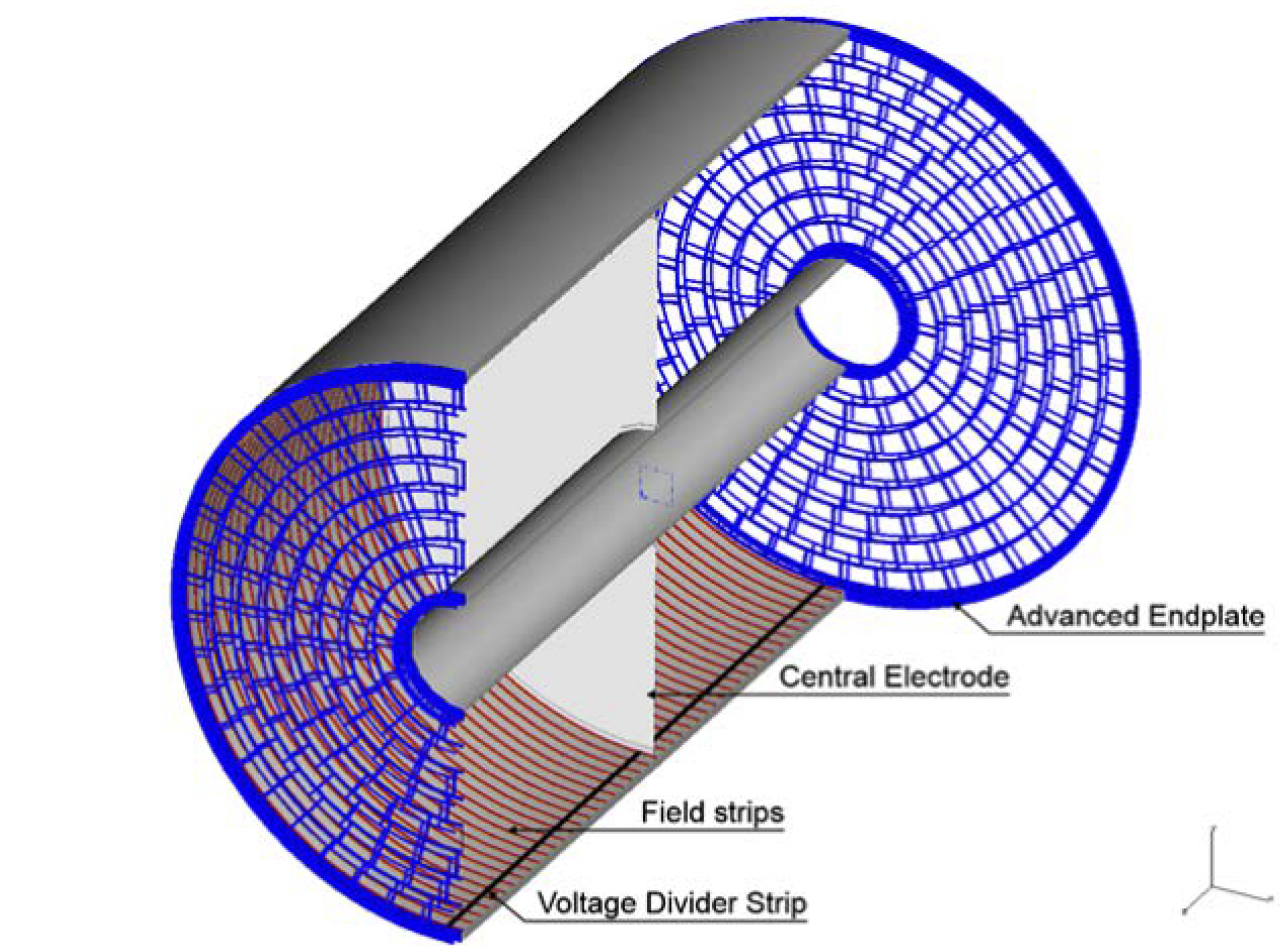 Advanced Endplate
Central Electrode
Field strips
Voltage Divider Strip